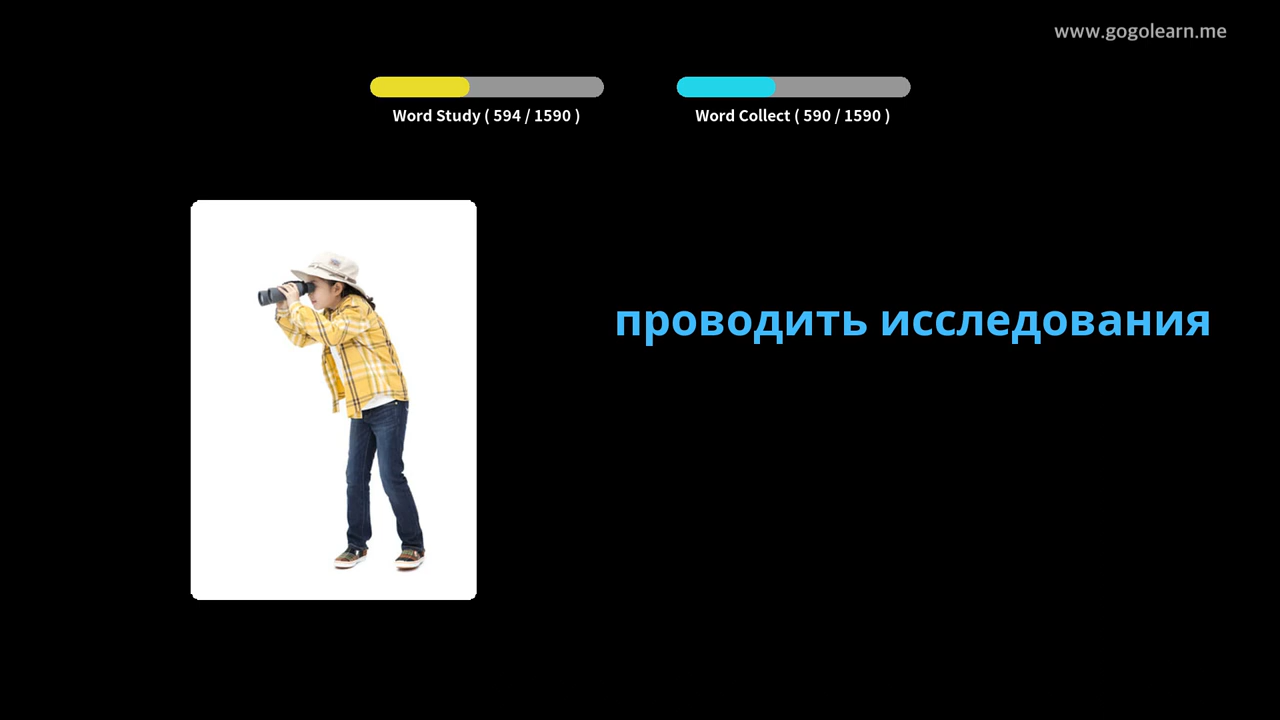 www.gogolearn.me
Word Study ( 594 / 1590 )
Word Collect ( 590 / 1590 )
проводить исследования